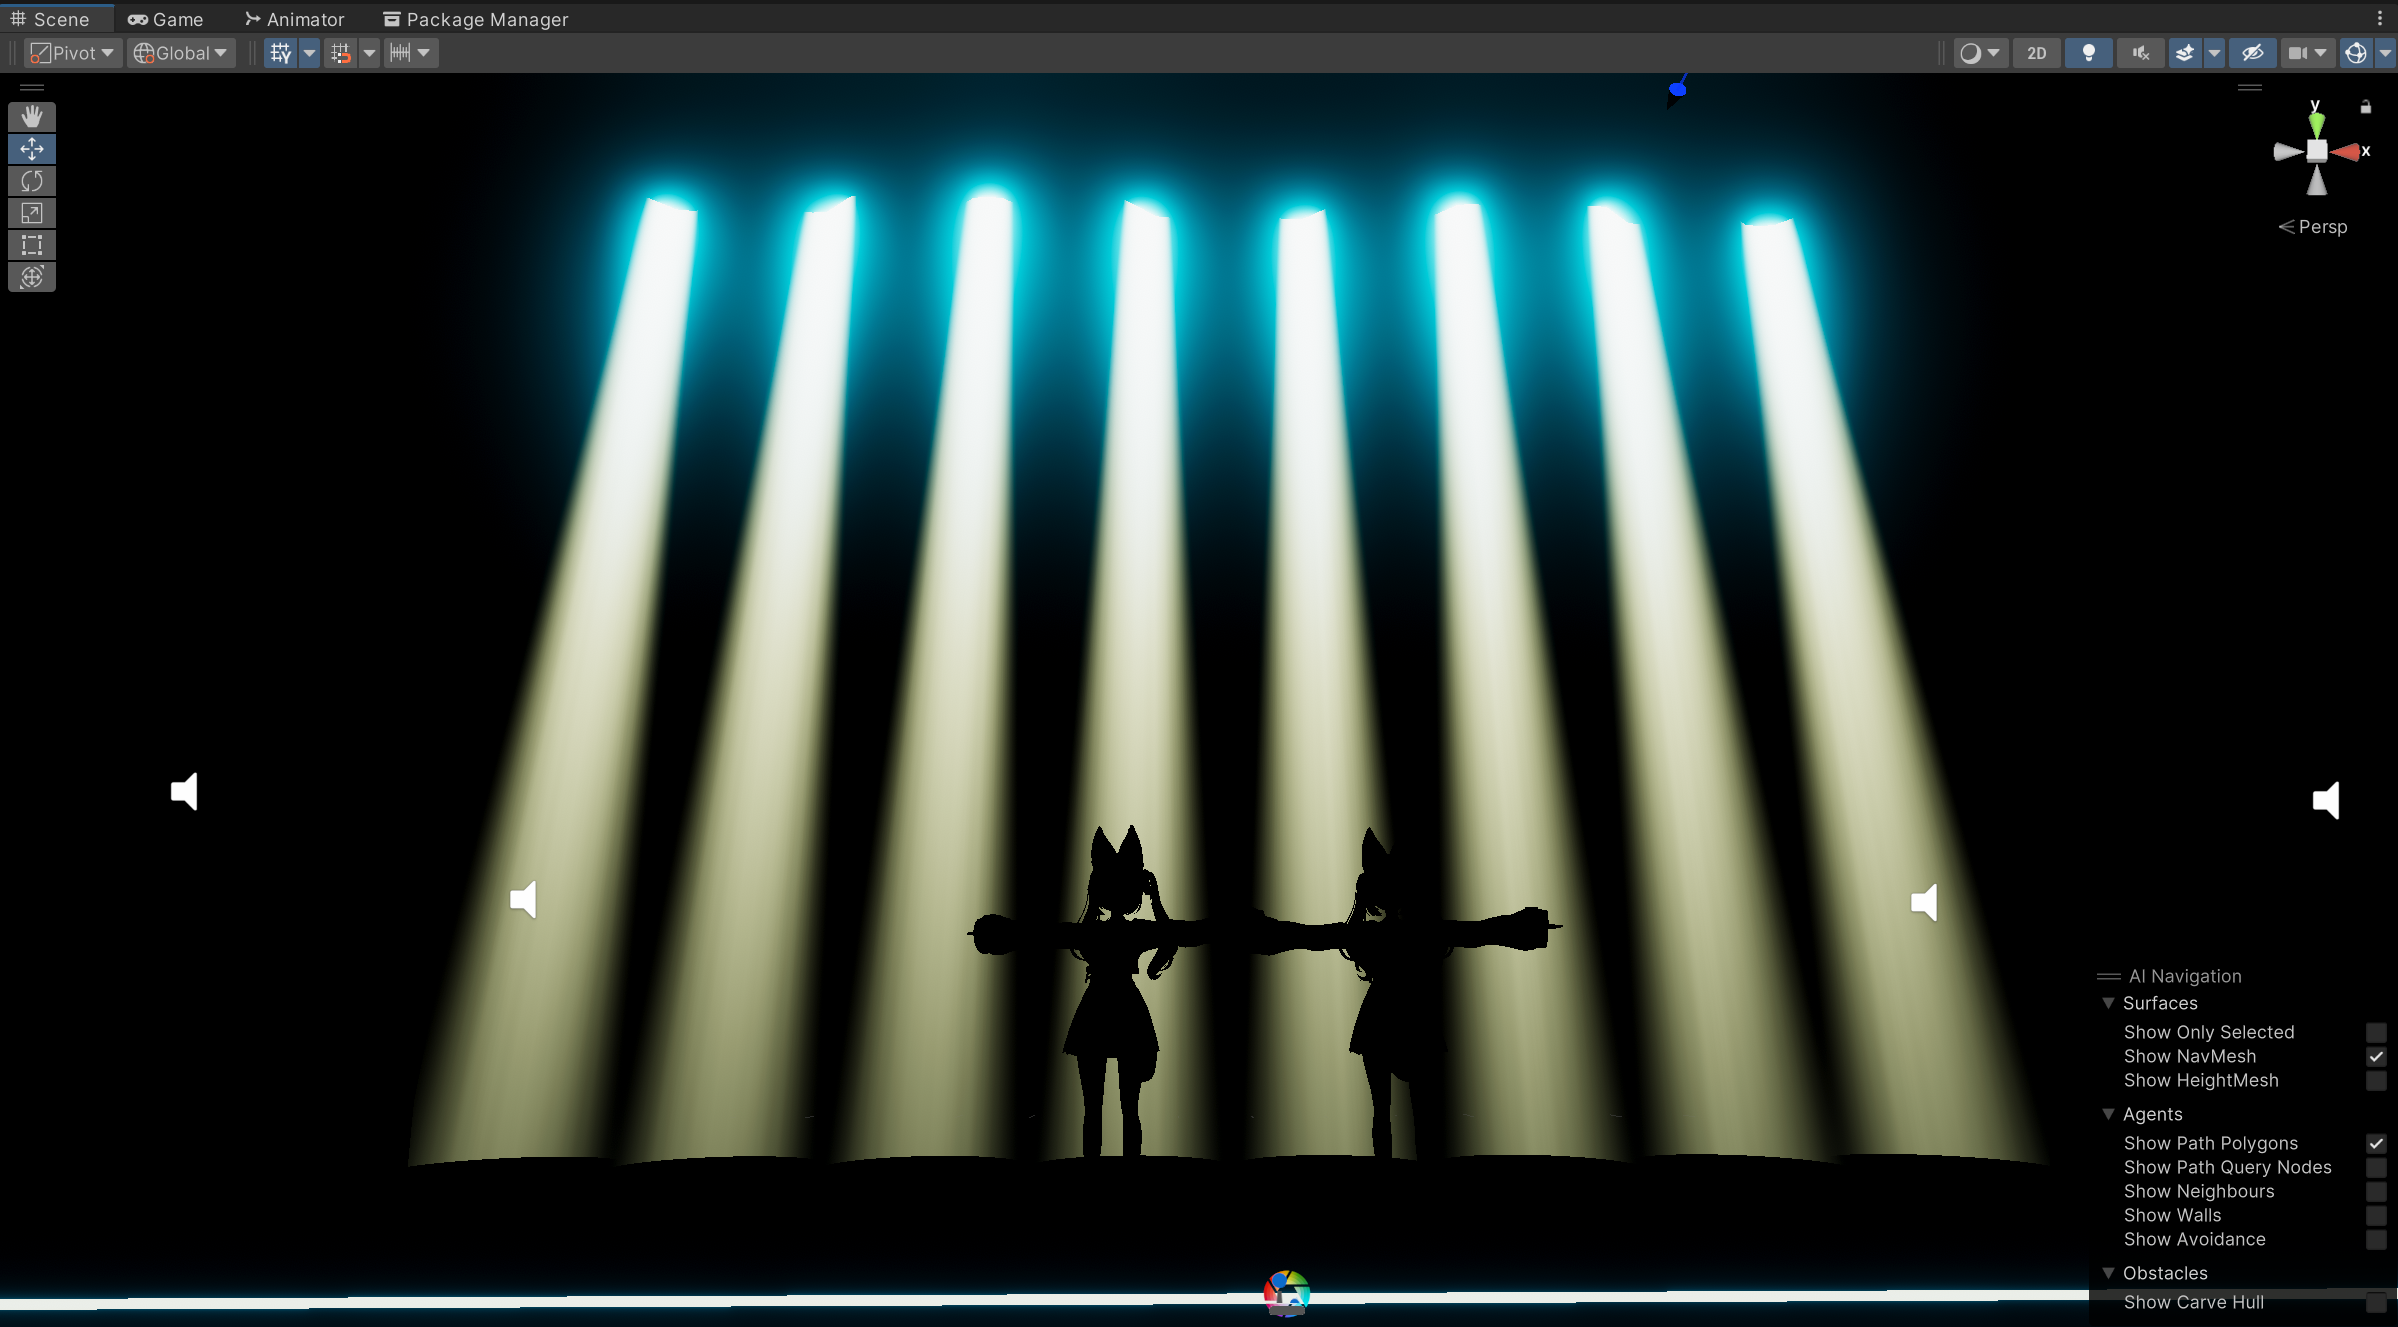 Scene Game Animator Package Manager
Pivot Global 2D
y
x
Persp
AI Navigation
Surfaces
Show Only Selected
Show NavMesh
Show HeightMesh
Agents
Show Path Polygons
Show Path Query Nodes
Show Neighbours
Show Walls
Show Avoidance
Obstacles
Show Carve Hull